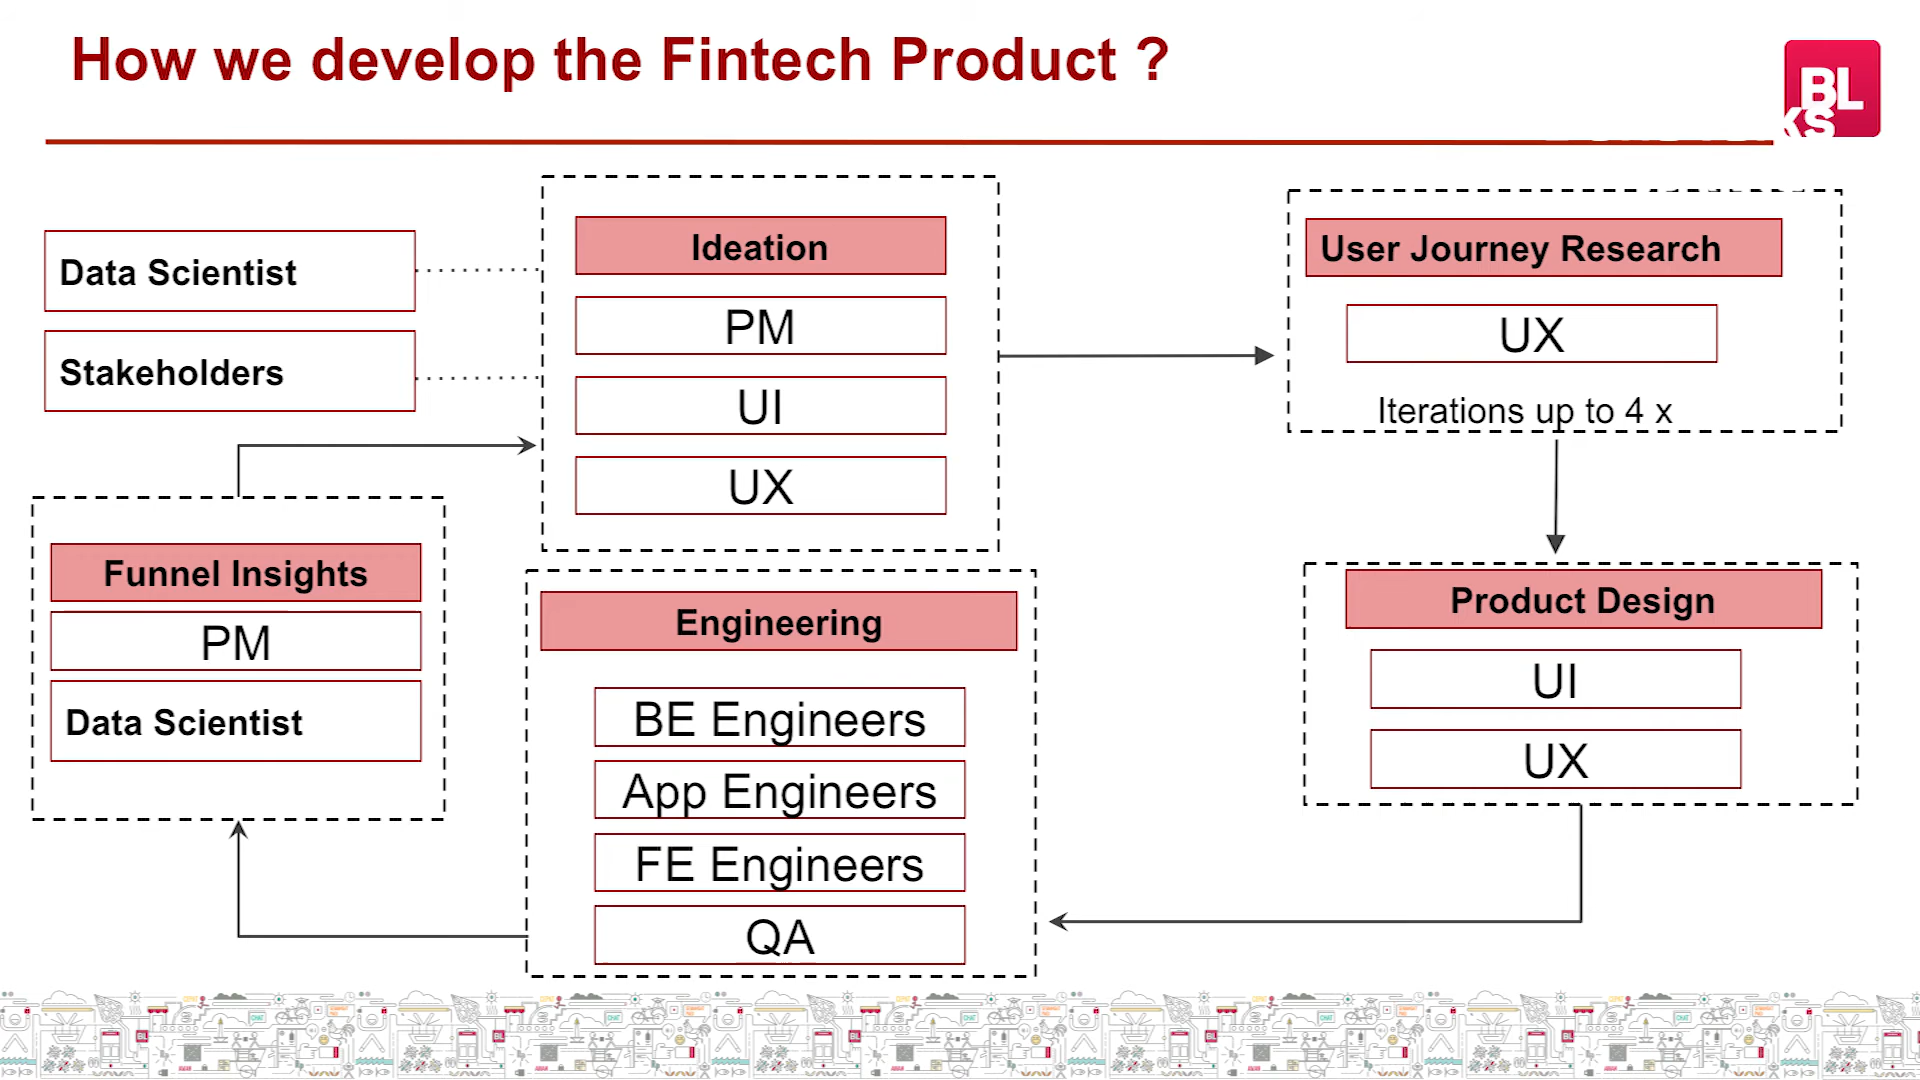 How we develop the Fintech Product ?
BL
KS
Data Scientist
Stakeholders
Ideation
PM
UI
UX
User Journey Research
UX
Iterations up to 4 x
Funnel Insights
PM
Data Scientist
Engineering
BE Engineers
App Engineers
FE Engineers
QA
Product Design
UI
UX